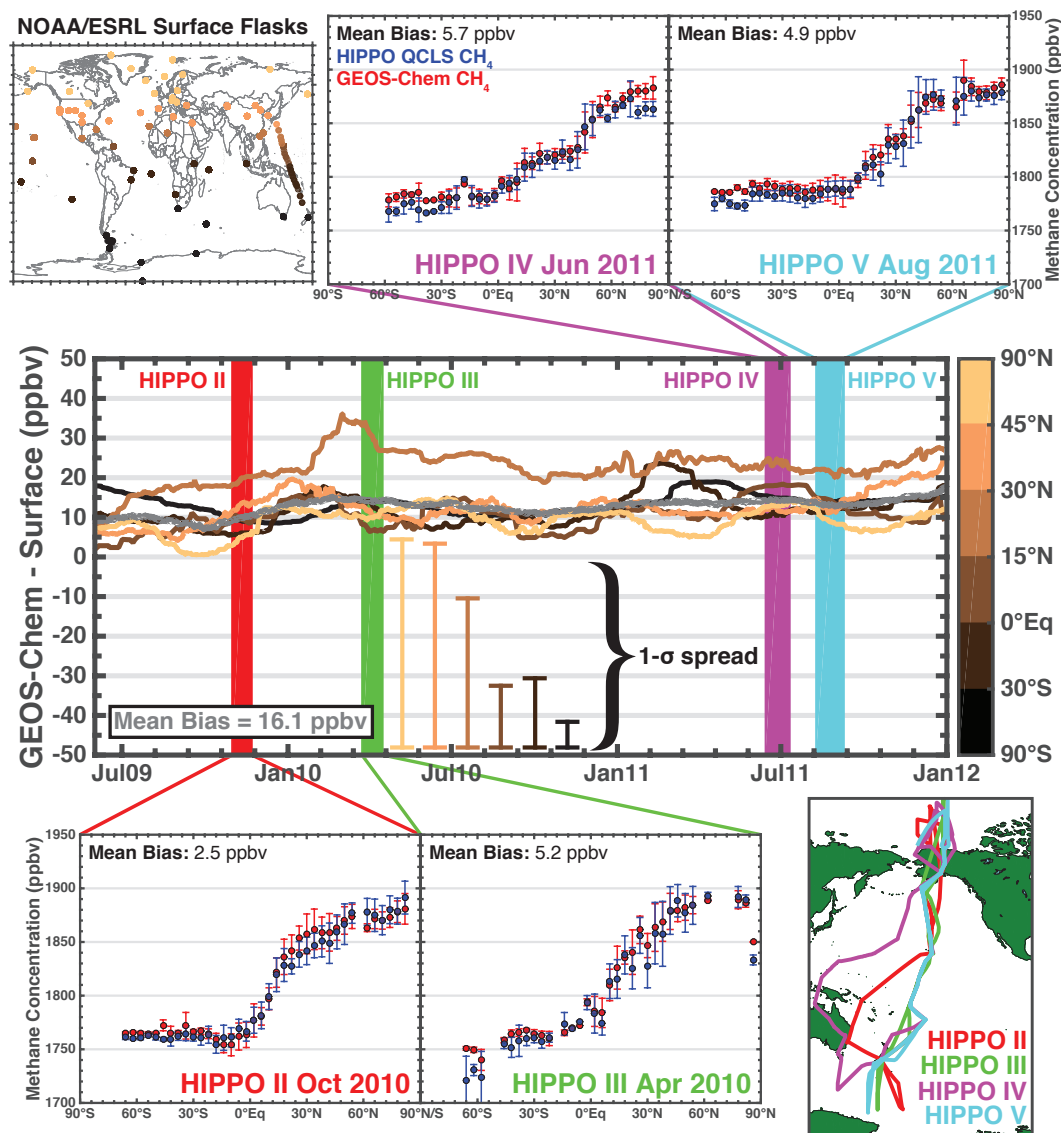 NOAA/ESRL Surface Flasks
Mean Bias: 5.7 ppbv
HIPPO QCLS CH4
GEOS-Chem CH4
HIPPO IV Jun 2011
Mean Bias: 4.9 ppbv
HIPPO V Aug 2011
1950
1900
1850
1800
1750
1700
Methane Concentration (ppbv)
90°S 60°S 30°S 0°Eq 30°N 60°N 90°N/S 60°S 30°S 0°Eq 30°N 60°N 90°N
GEOS-Chem - Surface (ppbv)
50
40
30
20
10
0
-10
-20
-30
-40
-50
HIPPO II
HIPPO III
HIPPO IV
HIPPO V
1-σ spread
Mean Bias = 16.1 ppbv
Jul09 Jan10 Jul10 Jan11 Jul11 Jan12
90°N
45°N
30°N
15°N
0°Eq
30°S
90°S
Methane Concentration (ppbv)
1950
1900
1850
1800
1750
1700
Mean Bias: 2.5 ppbv
HIPPO II Oct 2010
Mean Bias: 5.2 ppbv
HIPPO III Apr 2010
90°S 60°S 30°S 0°Eq 30°N 60°N 90°N/S 60°S 30°S 0°Eq 30°N 60°N 90°N
HIPPO II
HIPPO III
HIPPO IV
HIPPO V